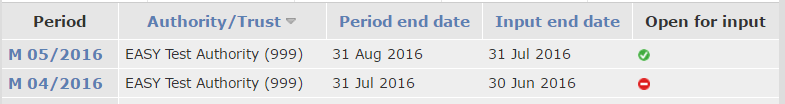 Period Authority/Trust Period end date Input end date Open for input
M 05/2016 EASY Test Authority (999) 31 Aug 2016 31 Jul 2016
M 04/2016 EASY Test Authority (999) 31 Jul 2016 30 Jun 2016